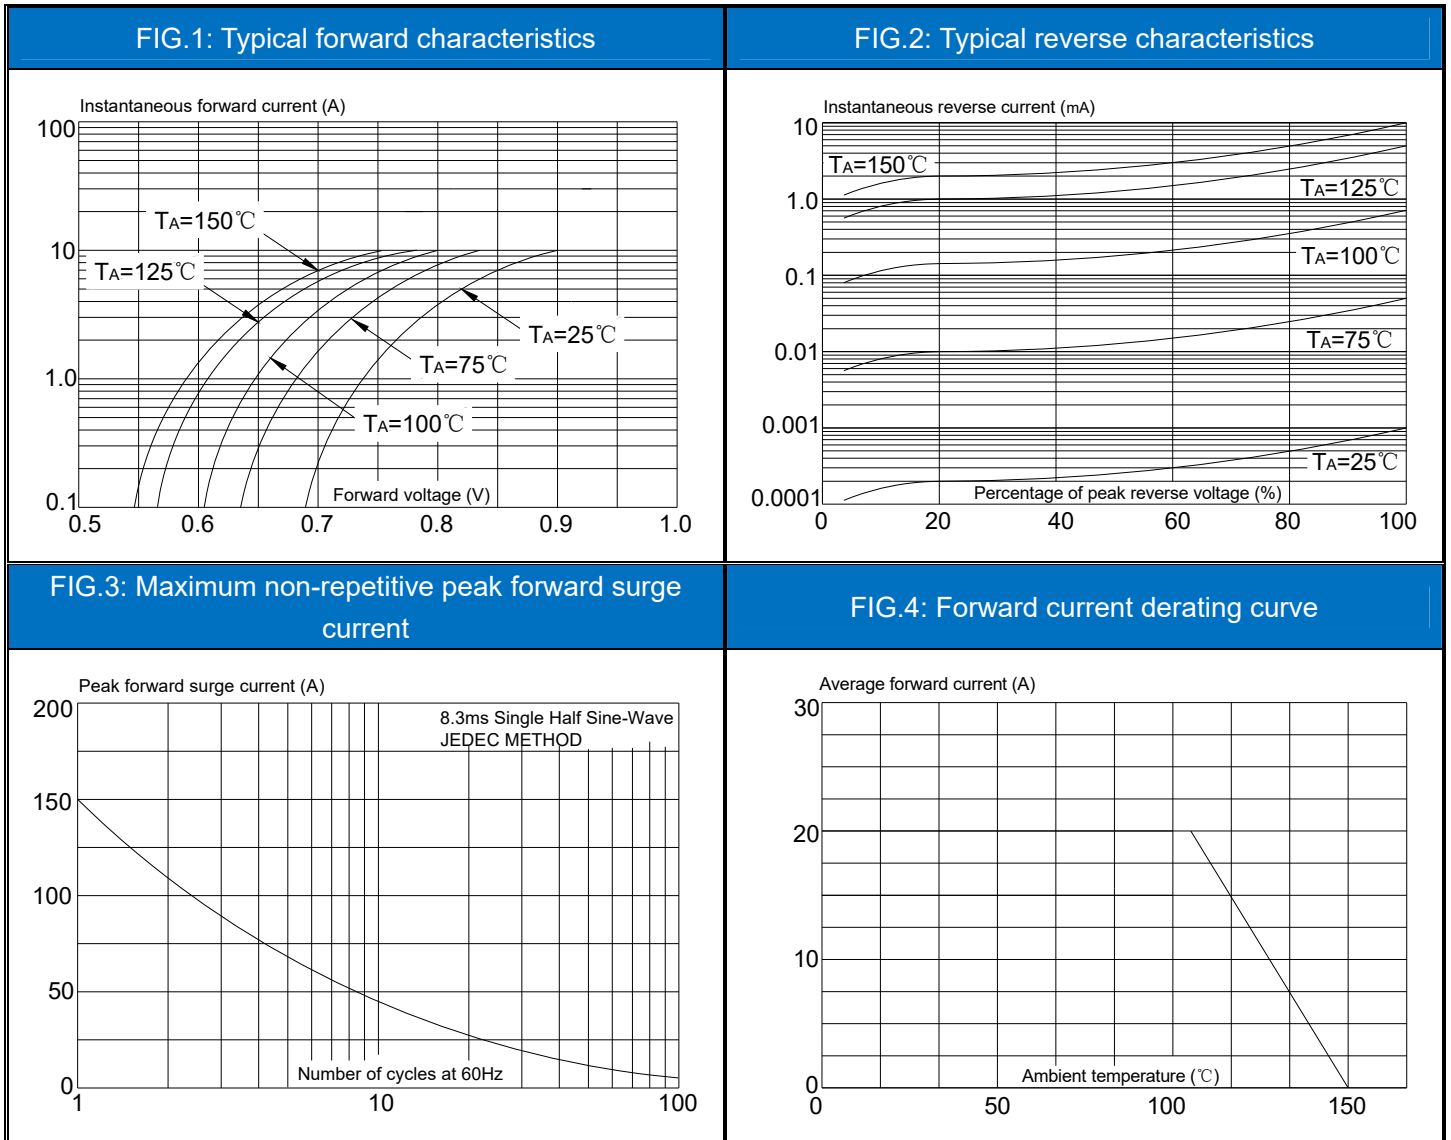 FIG.1: Typical forward characteristics
Instantaneous forward current (A)
100
10
1.0
0.1
TA=150℃
TA=125℃
TA=25℃
TA=75℃
TA=100℃
Forward voltage (V)
0.5 0.6 0.7 0.8 0.9 1.0
FIG.2: Typical reverse characteristics
Instantaneous reverse current (mA)
10
1.0
0.1
0.01
0.001
0.0001
TA=150℃
TA=125℃
TA=100℃
TA=75℃
TA=25℃
Percentage of peak reverse voltage (%)
0 20 40 60 80 100
FIG.3: Maximum non-repetitive peak forward surge
current
Peak forward surge current (A)
200
150
100
50
0
8.3ms Single Half Sine-Wave
JEDEC METHOD
Number of cycles at 60Hz
1 10 100
FIG.4: Forward current derating curve
Average forward current (A)
30
20
10
0
Ambient temperature (℃)
0 50 100 150